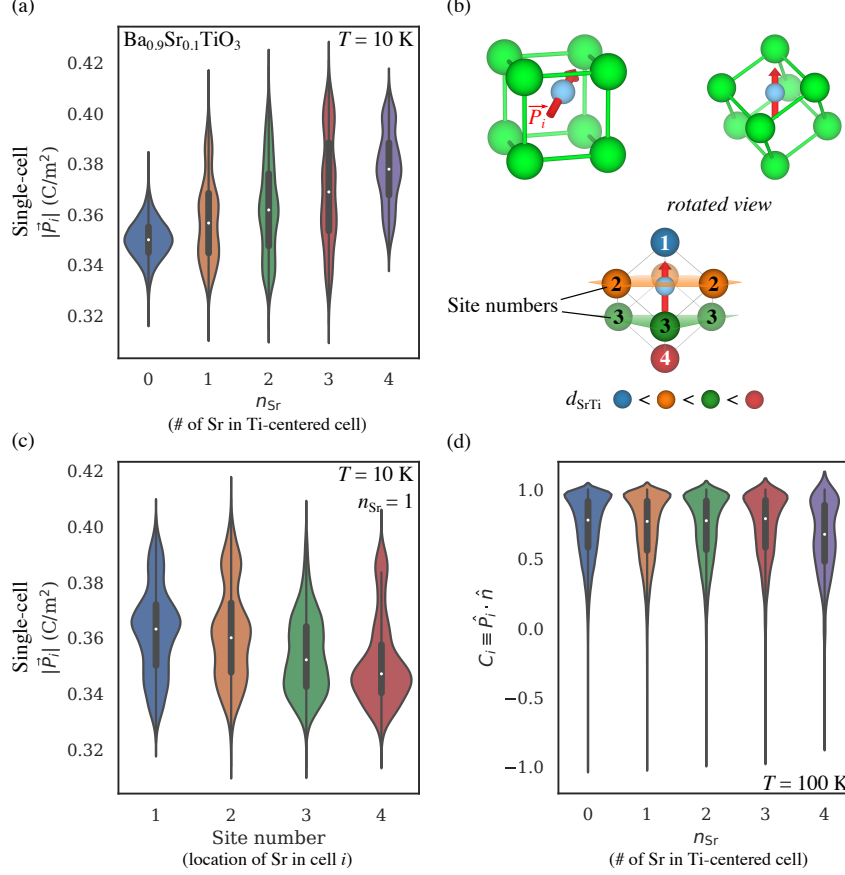 (a)
Ba0.9Sr0.1TiO3
T = 10 K
0.42
0.40
0.38
0.36
0.34
0.32
Single-cell
|P⃗i| (C/m²)
0 1 2 3 4
nSr
(# of Sr in Ti-centered cell)
(b)
P⃗i
rotated view
1
2 2
3 3 3
4
Site numbers
dSrTi < < <
(c)
T = 10 K
nSr = 1
0.42
0.40
0.38
0.36
0.34
0.32
Single-cell
|P⃗i| (C/m²)
1 2 3 4
Site number
(location of Sr in cell i)
(d)
1.0
0.5
0.0
−0.5
−1.0
Ci ≡ P̂i · n̂
T = 100 K
0 1 2 3 4
nSr
(# of Sr in Ti-centered cell)